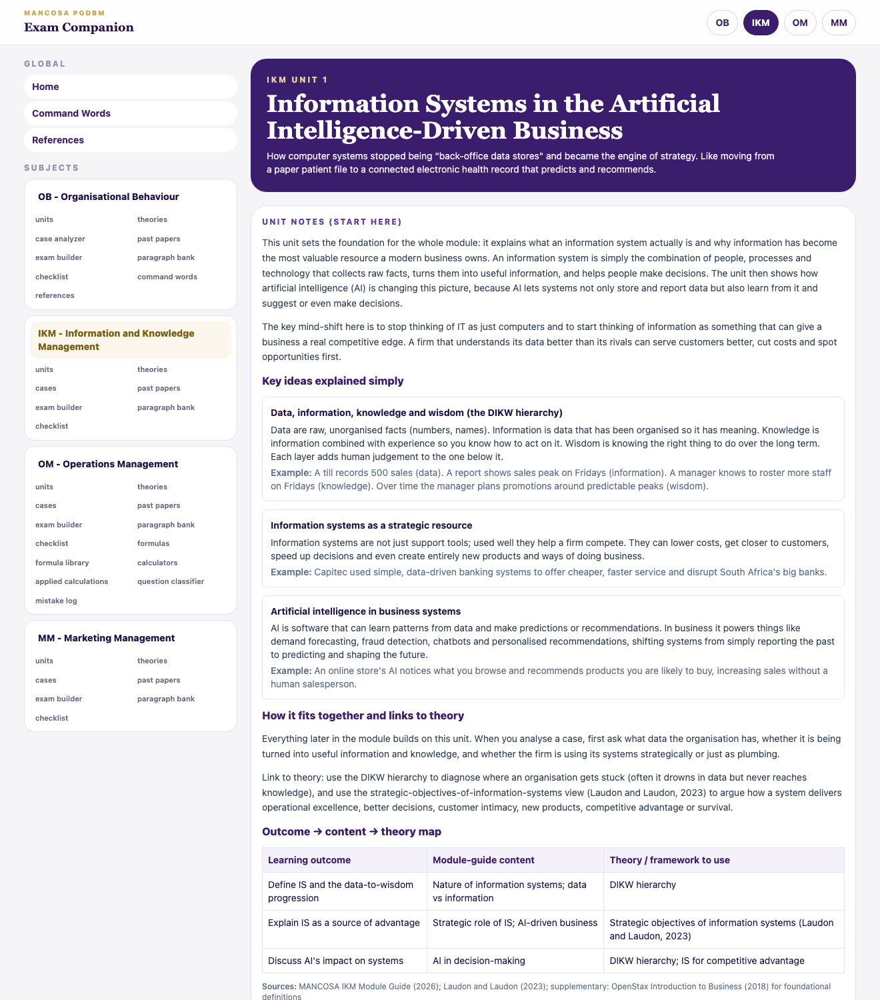 MANCOSA PGDBM
Exam Companion
OB
IKM
OM
MM
GLOBAL
Home
Command Words
References
SUBJECTS
OB - Organisational Behaviour
units
theories
case analyzer
past papers
exam builder
paragraph bank
checklist
command words
references
IKM - Information and Knowledge
Management
units
theories
cases
past papers
exam builder
paragraph bank
checklist
OM - Operations Management
units
theories
cases
past papers
exam builder
paragraph bank
checklist
formulas
formula library
calculators
applied calculations
question classifier
mistake log
MM - Marketing Management
units
theories
cases
past papers
exam builder
paragraph bank
checklist
IKM UNIT 1
Information Systems in the Artificial
Intelligence-Driven Business
How computer systems stopped being "back-office data stores" and became the engine of strategy. Like moving from
a paper patient file to a connected electronic health record that predicts and recommends.
UNIT NOTES (START HERE)
This unit sets the foundation for the whole module: it explains what an information system actually is and why information has become
the most valuable resource a modern business owns. An information system is simply the combination of people, processes and
technology that collects raw facts, turns them into useful information, and helps people make decisions. The unit then shows how
artificial intelligence (AI) is changing this picture, because AI lets systems not only store and report data but also learn from it and
suggest or even make decisions.
The key mind-shift here is to stop thinking of IT as just computers and to start thinking of information as something that can give a
business a real competitive edge. A firm that understands its data better than its rivals can serve customers better, cut costs and spot
opportunities first.
Key ideas explained simply
Data, information, knowledge and wisdom (the DIKW hierarchy)
Data are raw, unorganised facts (numbers, names). Information is data that has been organised so it has meaning. Knowledge is
information combined with experience so you know how to act on it. Wisdom is knowing the right thing to do over the long term.
Each layer adds human judgement to the one below it.
Example: A till records 500 sales (data). A report shows sales peak on Fridays (information). A manager knows to roster more staff
on Fridays (knowledge). Over time the manager plans promotions around predictable peaks (wisdom).
Information systems as a strategic resource
Information systems are not just support tools; used well they help a firm compete. They can lower costs, get closer to customers,
speed up decisions and even create entirely new products and ways of doing business.
Example: Capitec used simple, data-driven banking systems to offer cheaper, faster service and disrupt South Africa's big banks.
Artificial intelligence in business systems
AI is software that can learn patterns from data and make predictions or recommendations. In business it powers things like
demand forecasting, fraud detection, chatbots and personalised recommendations, shifting systems from simply reporting the past
to predicting and shaping the future.
Example: An online store's AI notices what you browse and recommends products you are likely to buy, increasing sales without a
human salesperson.
How it fits together and links to theory
Everything later in the module builds on this unit. When you analyse a case, first ask what data the organisation has, whether it is being
turned into useful information and knowledge, and whether the firm is using its systems strategically or just as plumbing.
Link to theory: use the DIKW hierarchy to diagnose where an organisation gets stuck (often it drowns in data but never reaches
knowledge), and use the strategic-objectives-of-information-systems view (Laudon and Laudon, 2023) to argue how a system delivers
operational excellence, better decisions, customer intimacy, new products, competitive advantage or survival.
Outcome → content → theory map
Learning outcome
Module-guide content
Theory / framework to use
Define IS and the data-to-wisdom
progression
Nature of information systems; data
vs information
DIKW hierarchy
Explain IS as a source of advantage
Strategic role of IS; AI-driven business
Strategic objectives of information systems (Laudon
and Laudon, 2023)
Discuss AI's impact on systems
AI in decision-making
DIKW hierarchy; IS for competitive advantage
Sources: MANCOSA IKM Module Guide (2026); Laudon and Laudon (2023); supplementary: OpenStax Introduction to Business (2018) for foundational
definitions